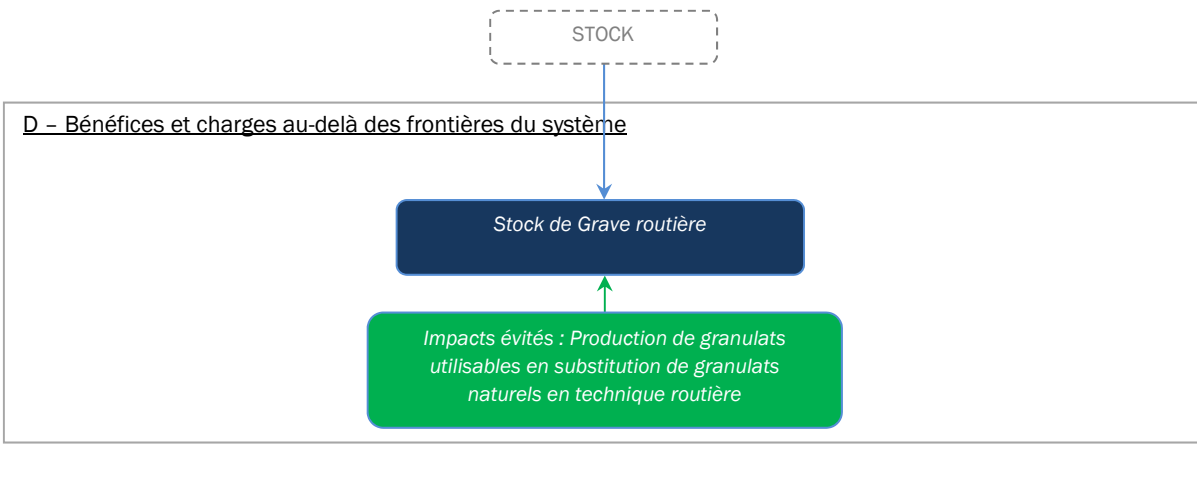 STOCK
D – Bénéfices et charges au-delà des frontières du système
Stock de Grave routière
Impacts évités : Production de granulats
utilisables en substitution de granulats
naturels en technique routière